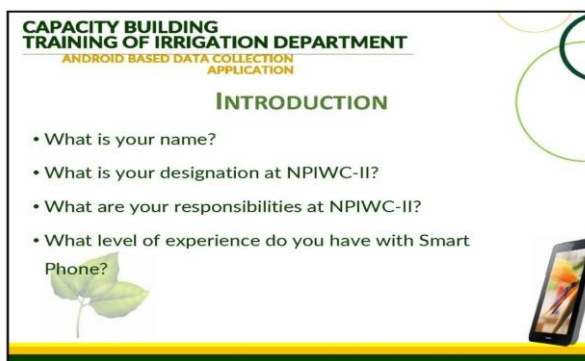 CAPACITY BUILDING
TRAINING OF IRRIGATION DEPARTMENT
ANDROID BASED DATA COLLECTION
APPLICATION
INTRODUCTION
• What is your name?
• What is your designation at NPIWC-II?
• What are your responsibilities at NPIWC-II?
• What level of experience do you have with Smart
Phone?